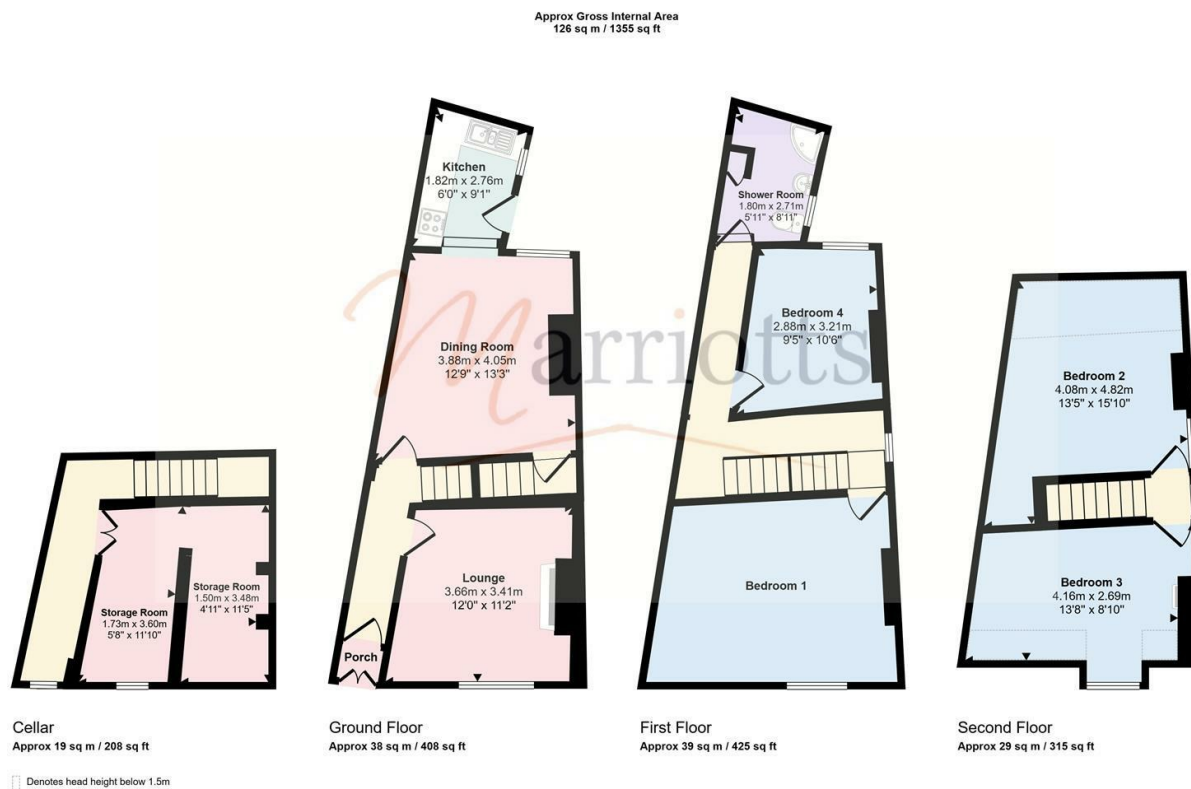 Approx Gross Internal Area
126 sq m / 1355 sq ft
Kitchen
1.82m x 2.76m
6'0" x 9'1"
Dining Room
3.88m x 4.05m
12'9" x 13'3"
Lounge
3.66m x 3.41m
12'0" x 11'2"
Porch
Shower Room
1.80m x 2.71m
5'11" x 8'11"
Bedroom 4
2.88m x 3.21m
9'5" x 10'6"
Bedroom 1
Bedroom 2
4.08m x 4.82m
13'5" x 15'10"
Bedroom 3
4.16m x 2.69m
13'8" x 8'10"
Storage Room
1.50m x 3.48m
4'11" x 11'5"
Storage Room
1.73m x 3.60m
5'8" x 11'10"
Marriotts
Cellar
Approx 19 sq m / 208 sq ft
Ground Floor
Approx 38 sq m / 408 sq ft
First Floor
Approx 39 sq m / 425 sq ft
Second Floor
Approx 29 sq m / 315 sq ft
Denotes head height below 1.5m